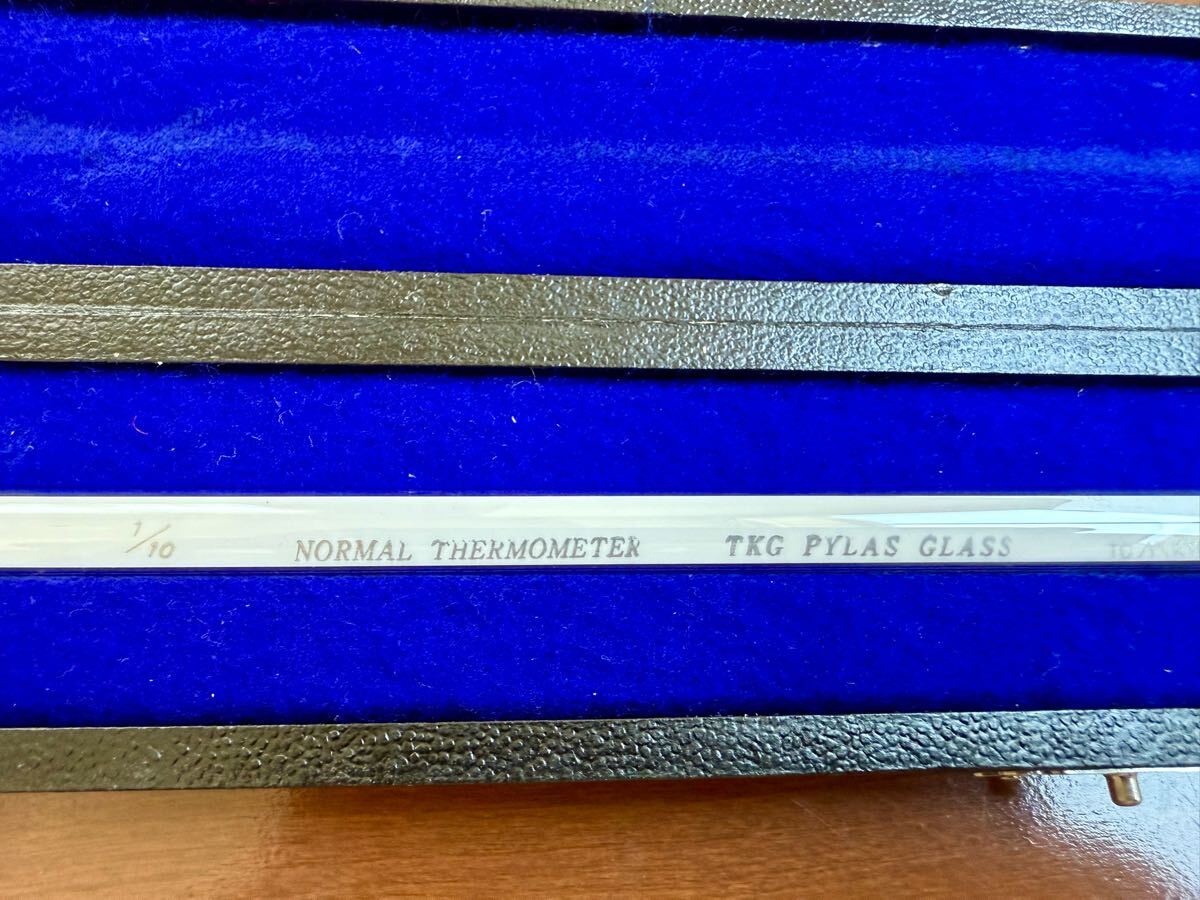 1/10 NORMAL THERMOMETER TKG PYLAS GLASS